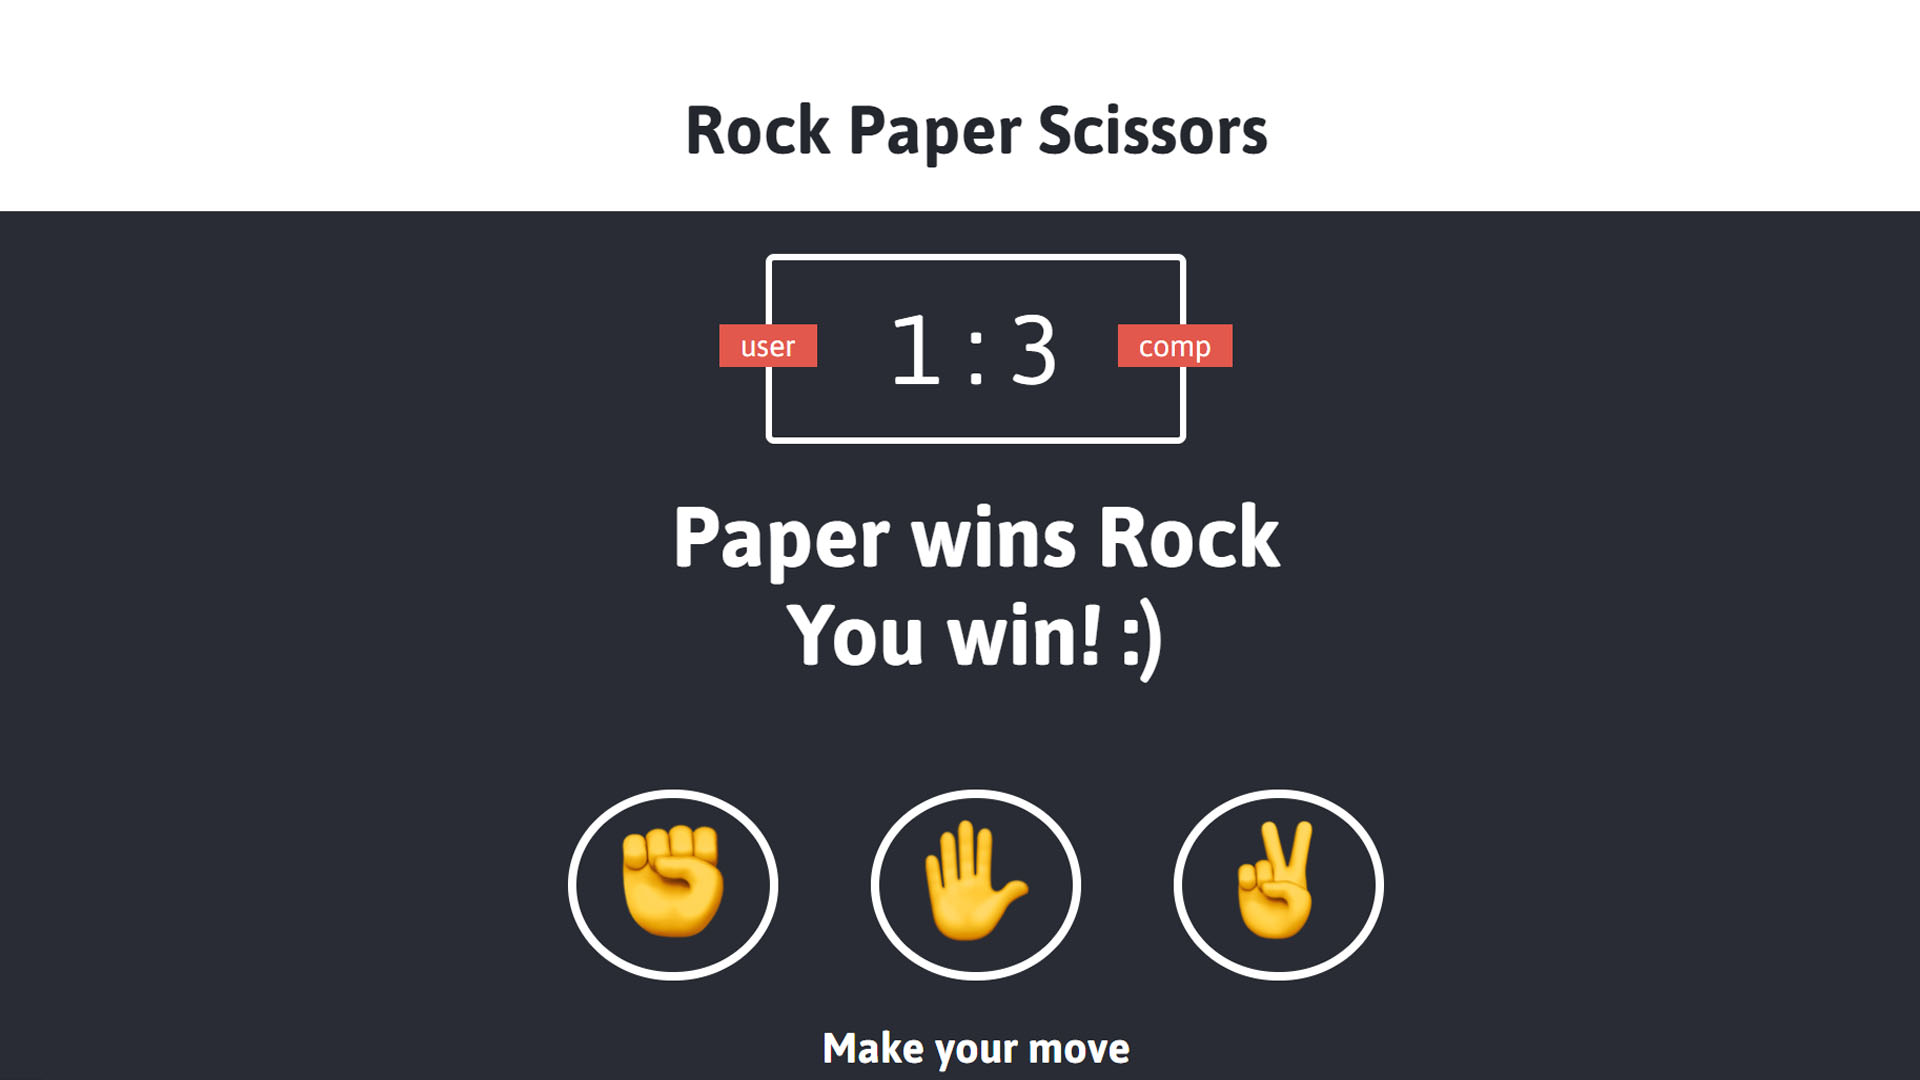 Rock Paper Scissors
user 1:3 comp
Paper wins Rock
You win! :)
Make your move